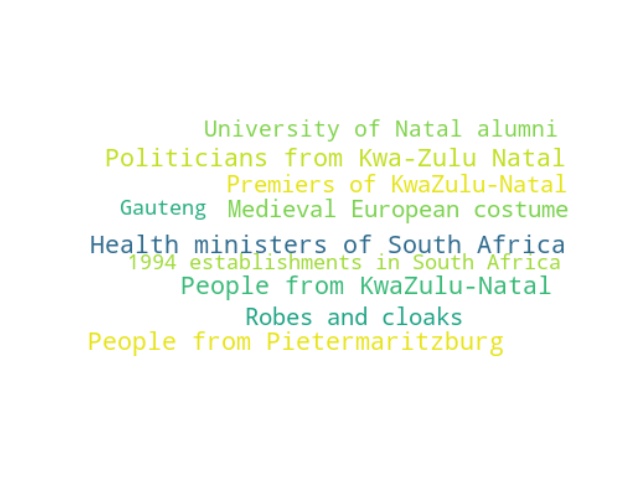 University of Natal alumni
Politicians from Kwa-Zulu Natal
Premiers of KwaZulu-Natal
Gauteng Medieval European costume
Health ministers of South Africa
1994 establishments in South Africa
People from KwaZulu-Natal
Robes and cloaks
People from Pietermaritzburg